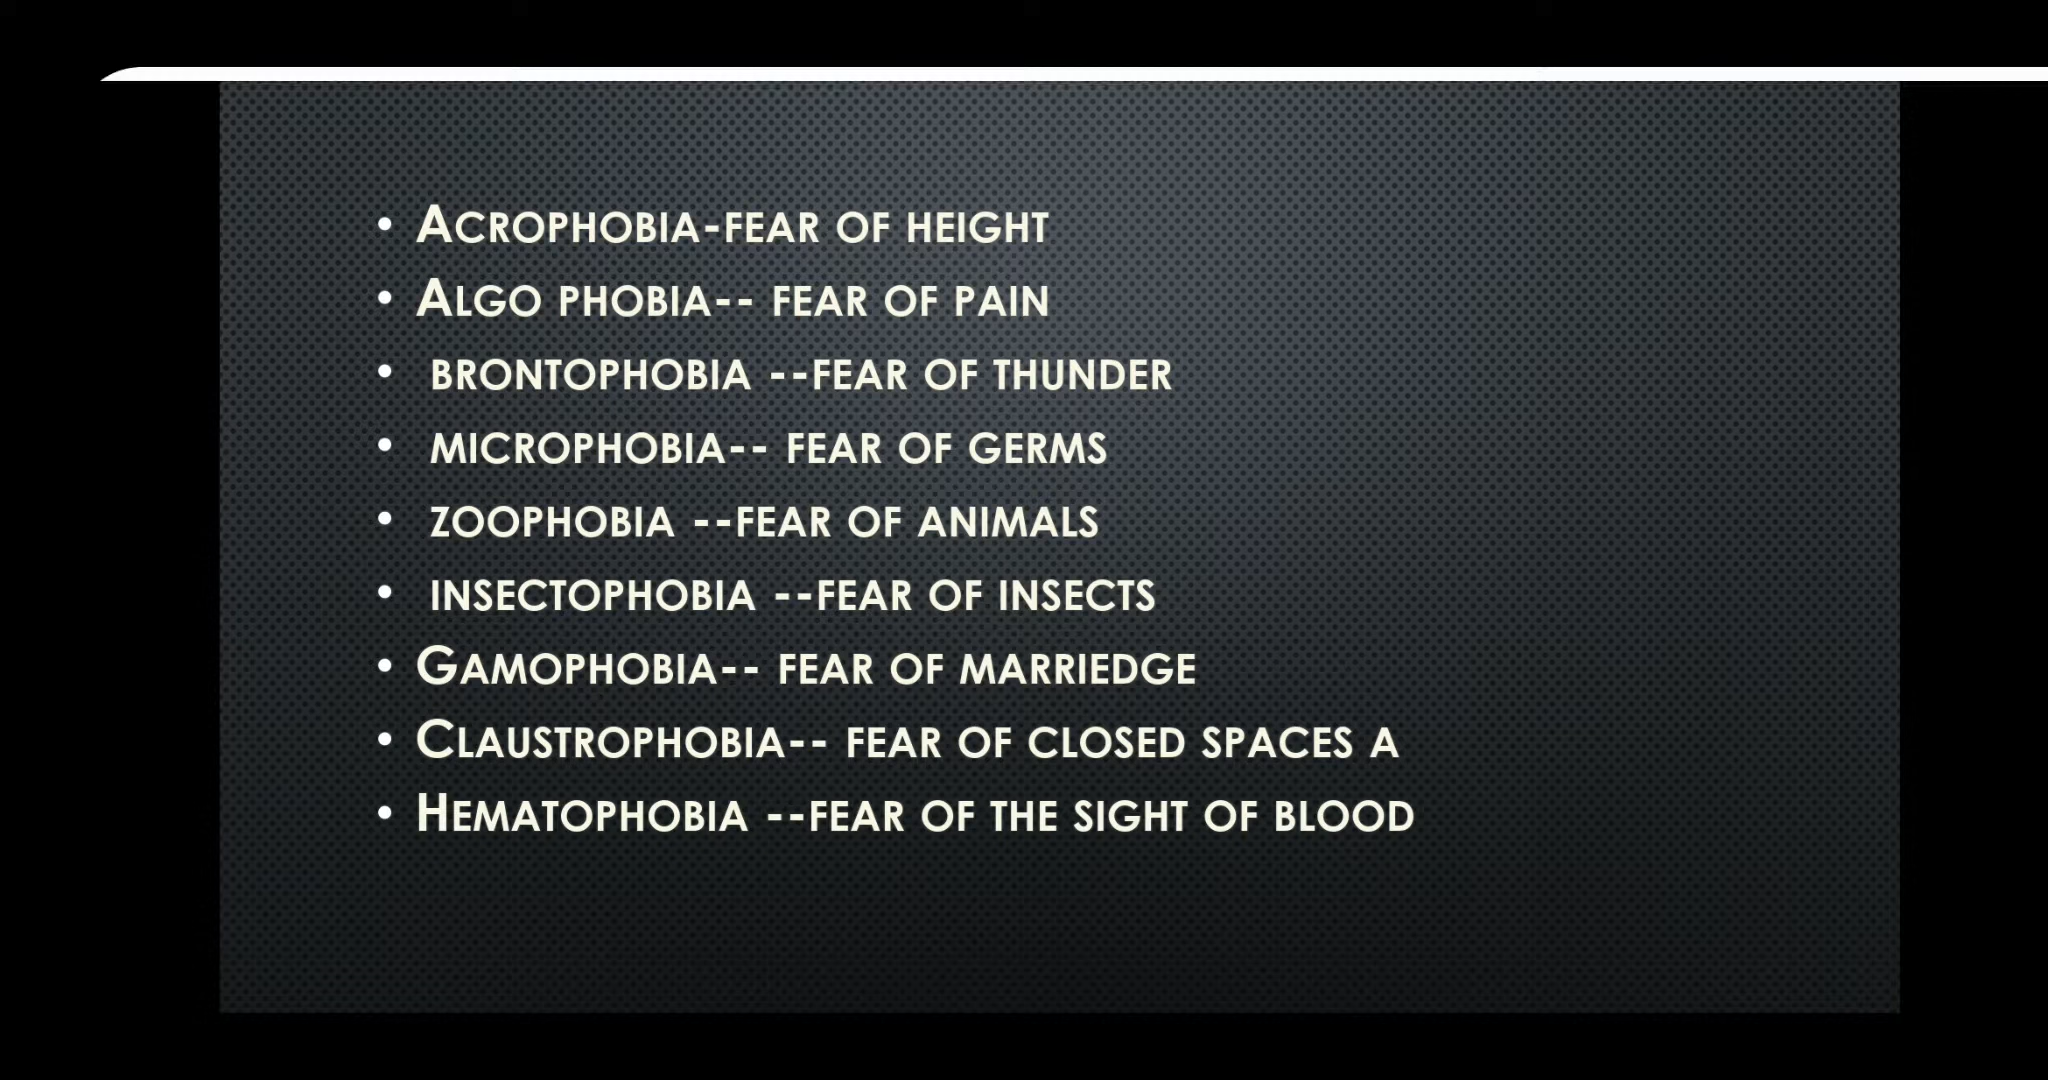 • Acrophobia-fear of height
• Algo phobia-- fear of pain
• brontophobia --fear of thunder
• microphobia-- fear of germs
• zoophobia --fear of animals
• insectophobia --fear of insects
• Gamophobia-- fear of marriedge
• Claustrophobia-- fear of closed spaces a
• Hematophobia --fear of the sight of blood